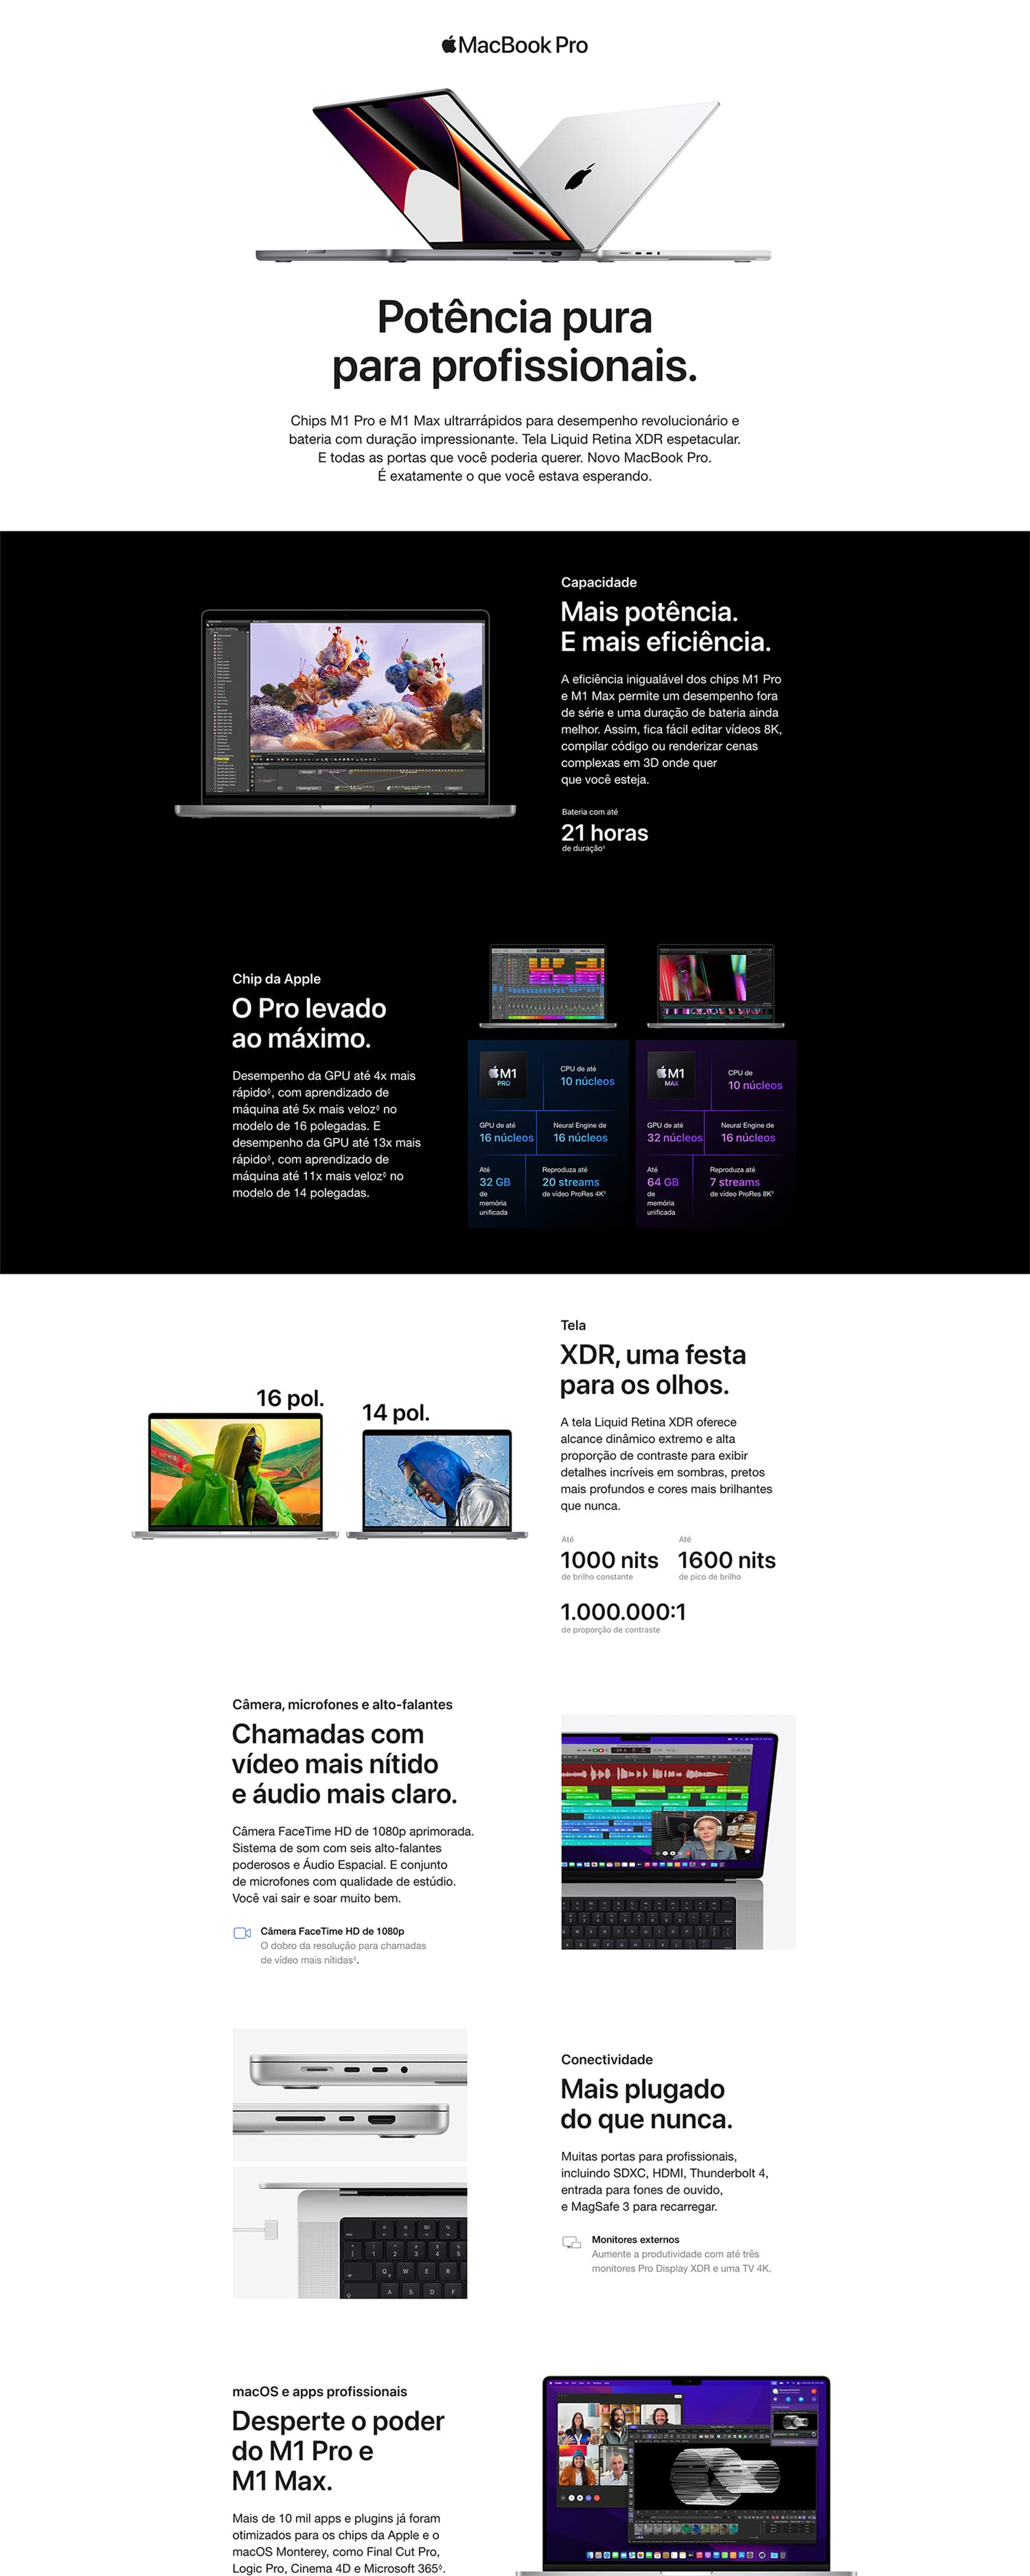 MacBook Pro
Potência pura
para profissionais.
Chips M1 Pro e M1 Max ultrarrápidos para desempenho revolucionário e
bateria com duração impressionante. Tela Liquid Retina XDR espetacular.
E todas as portas que você poderia querer. Novo MacBook Pro.
É exatamente o que você estava esperando.
Capacidade
Mais potência.
E mais eficiência.
A eficiência inigualável dos chips M1 Pro
e M1 Max permite um desempenho fora
de série e uma duração de bateria ainda
melhor. Assim, fica fácil editar vídeos 8K,
compilar código ou renderizar cenas
complexas em 3D onde quer
que você esteja.
Bateria com até
21 horas
de duração◊
Chip da Apple
O Pro levado
ao máximo.
Desempenho da GPU até 4x mais
rápido◊, com aprendizado de
máquina até 5x mais veloz◊ no
modelo de 16 polegadas. E
desempenho da GPU até 13x mais
rápido◊, com aprendizado de
máquina até 11x mais veloz◊ no
modelo de 14 polegadas.
M1
PRO
CPU de até
10 núcleos
GPU de até
16 núcleos
Neural Engine de
16 núcleos
Até
32 GB
de
memória
unificada
Reproduza até
20 streams
de vídeo ProRes 4K◊
M1
MAX
CPU de
10 núcleos
GPU de até
32 núcleos
Neural Engine de
16 núcleos
Até
64 GB
de
memória
unificada
Reproduza até
7 streams
de vídeo ProRes 8K◊
16 pol.
14 pol.
Tela
XDR, uma festa
para os olhos.
A tela Liquid Retina XDR oferece
alcance dinâmico extremo e alta
proporção de contraste para exibir
detalhes incríveis em sombras, pretos
mais profundos e cores mais brilhantes
que nunca.
Até
1000 nits
de brilho constante
Até
1600 nits
de pico de brilho
1.000.000:1
de proporção de contraste
Câmera, microfones e alto-falantes
Chamadas com
vídeo mais nítido
e áudio mais claro.
Câmera FaceTime HD de 1080p aprimorada.
Sistema de som com seis alto-falantes
poderosos e Áudio Espacial. E conjunto
de microfones com qualidade de estúdio.
Você vai sair e soar muito bem.
Câmera FaceTime HD de 1080p
O dobro da resolução para chamadas
de vídeo mais nítidas◊.
Conectividade
Mais plugado
do que nunca.
Muitas portas para profissionais,
incluindo SDXC, HDMI, Thunderbolt 4,
entrada para fones de ouvido,
e MagSafe 3 para recarregar.
Monitores externos
Aumente a produtividade com até três
monitores Pro Display XDR e uma TV 4K.
1 2 3 4 5
Q W E R
A S D F
macOS e apps profissionais
Desperte o poder
do M1 Pro e
M1 Max.
Mais de 10 mil apps e plugins já foram
otimizados para os chips da Apple e o
macOS Monterey, como Final Cut Pro,
Logic Pro, Cinema 4D e Microsoft 365◊.